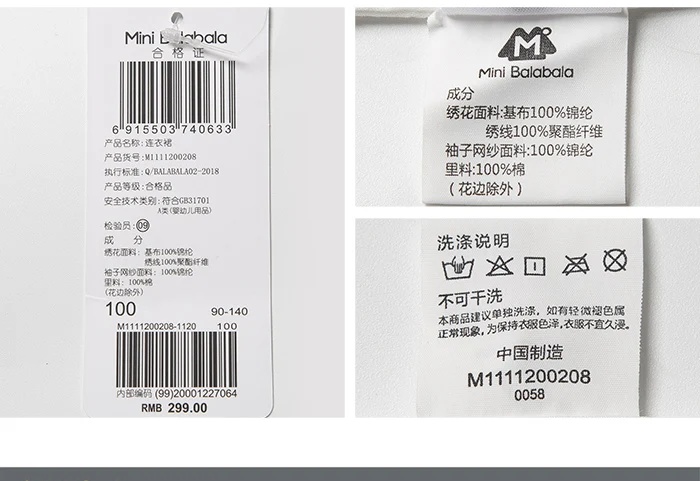 Mini Balabala
合格证
6 915503 740633
产品名称: 连衣裙
产品货号: M1111200208
执行标准: Q/BALABALA02-2018
产品等级: 合格品
安全技术类别: 符合GB31701
A类(婴幼儿用品)
检验员: 09
成 分
绣花面料: 基布100%锦纶
绣线100%聚酯纤维
袖子网纱面料: 100%锦纶
里料: 100%棉
(花边除外)
100 90-140
M1111200208-1120 100
内部编码 (99)20001227064
RMB 299.00
Mini Balabala
成分
绣花面料:基布100%锦纶
绣线100%聚酯纤维
袖子网纱面料:100%锦纶
里料:100%棉
(花边除外)
洗涤说明
不可干洗
本商品建议单独洗涤，如有轻微褪色属
正常现象，为保持衣服色泽，衣服不宜久浸。
中国制造
M1111200208
0058